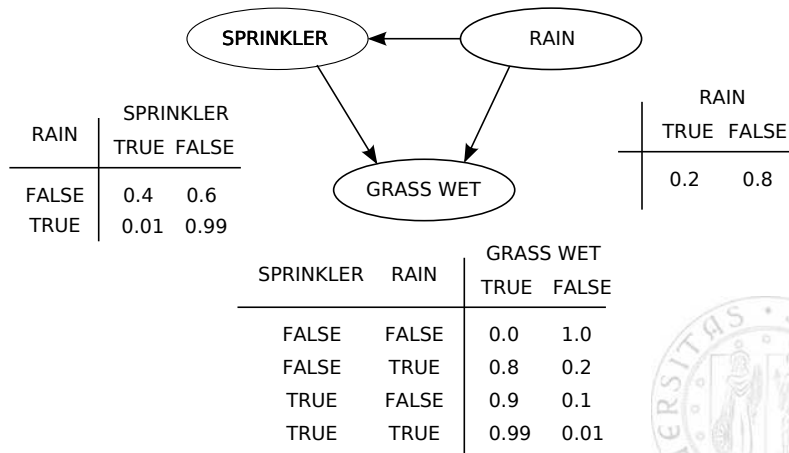 SPRINKLER
RAIN
GRASS WET
SPRINKLER
RAIN
TRUE FALSE
FALSE 0.4 0.6
TRUE 0.01 0.99
RAIN
TRUE FALSE
0.2 0.8
GRASS WET
SPRINKLER RAIN
TRUE FALSE
FALSE FALSE 0.0 1.0
FALSE TRUE 0.8 0.2
TRUE FALSE 0.9 0.1
TRUE TRUE 0.99 0.01